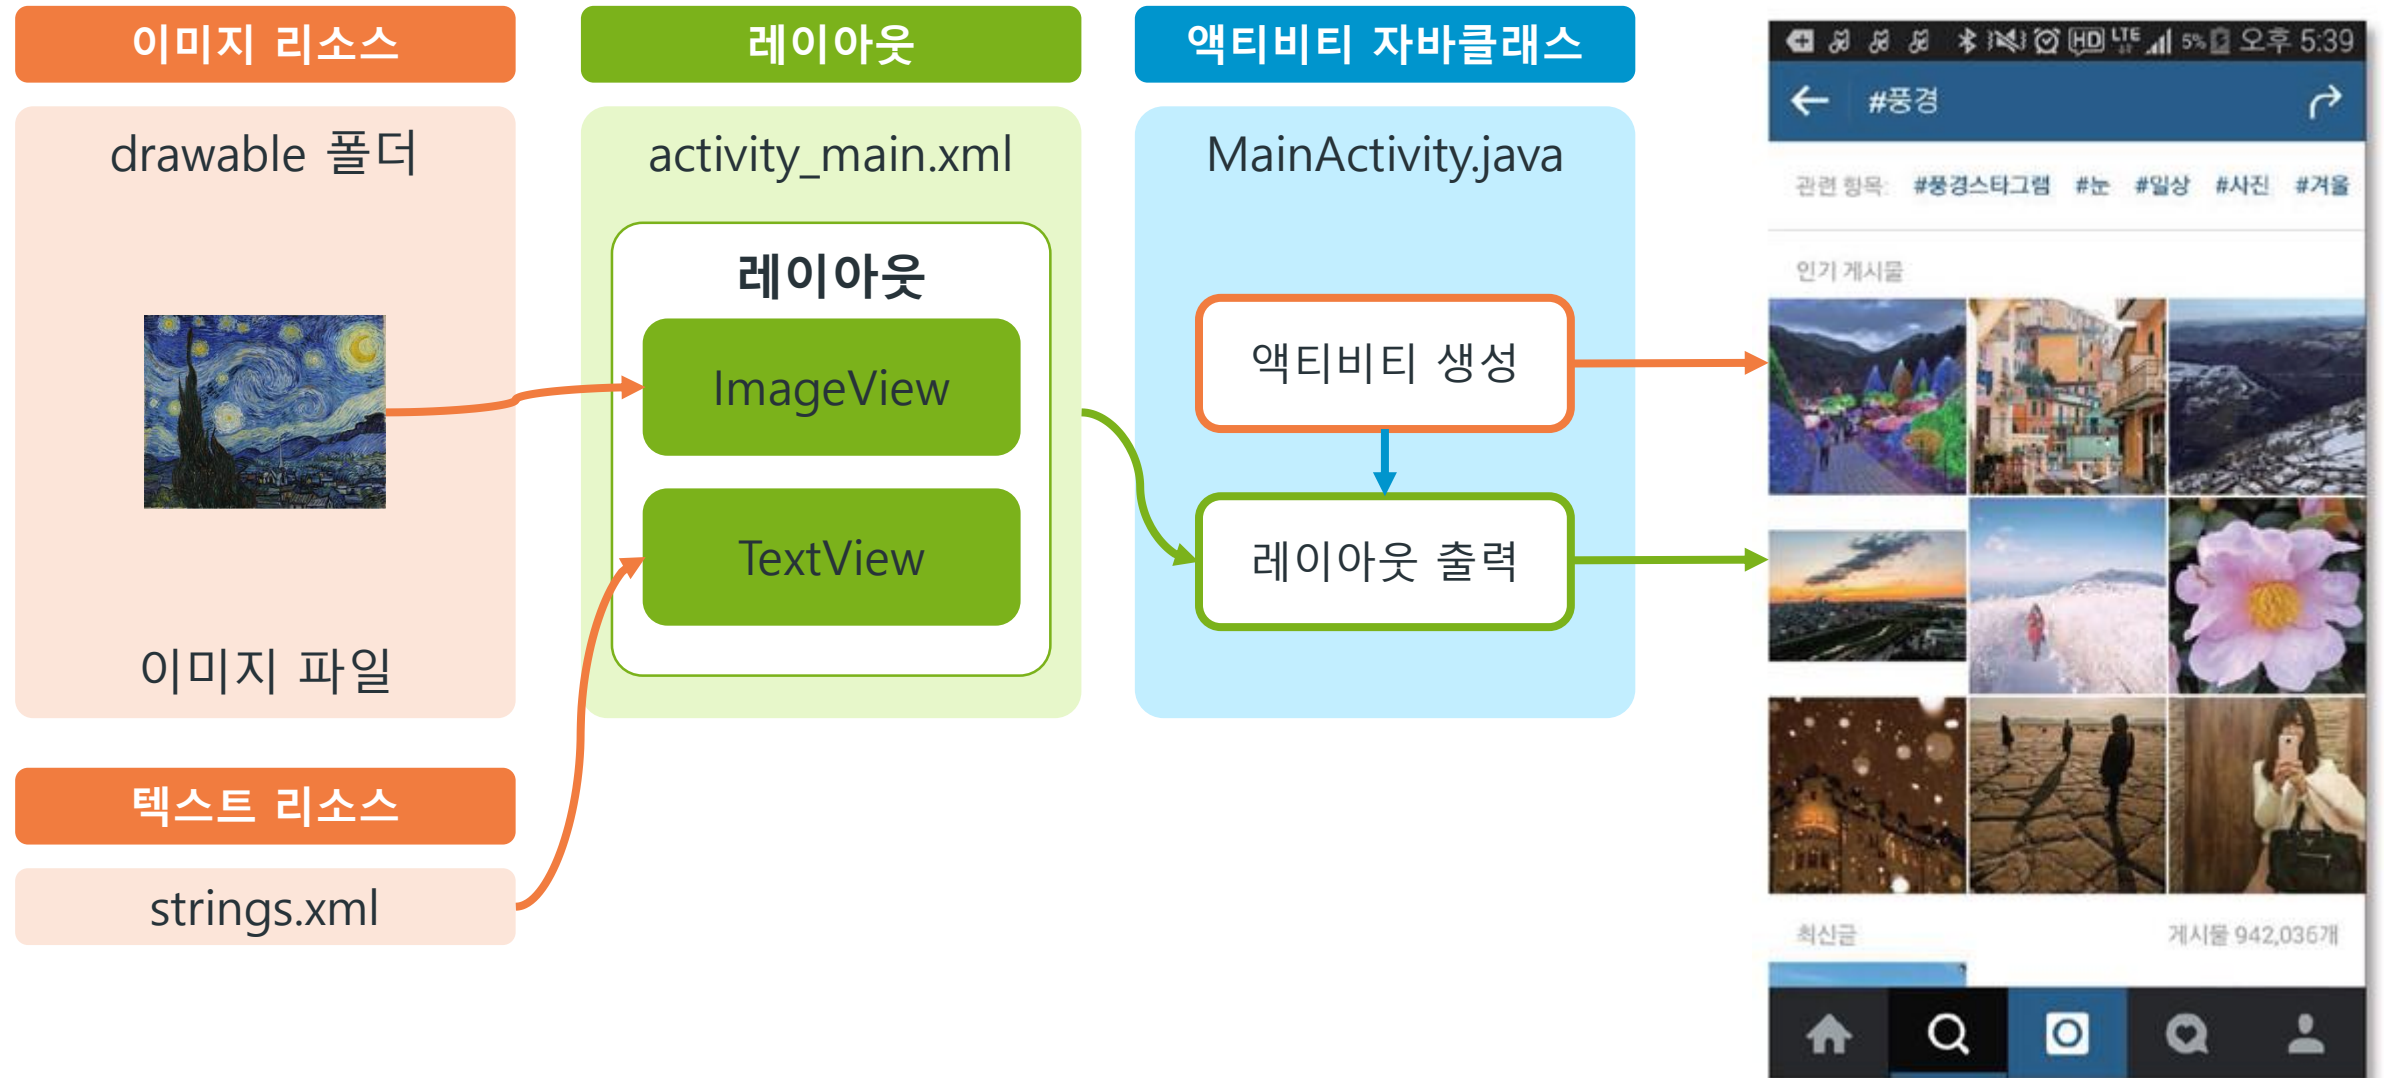 이미지 리소스
drawable 폴더
이미지 파일
텍스트 리소스
strings.xml
레이아웃
activity_main.xml
레이아웃
ImageView
TextView
액티비티 자바클래스
MainActivity.java
액티비티 생성
레이아웃 출력
HD LTE 5% 오후 5:39
#풍경
관련 항목: #풍경스타그램 #눈 #일상 #사진 #겨울
인기 게시물
최신글 게시물 942,036개